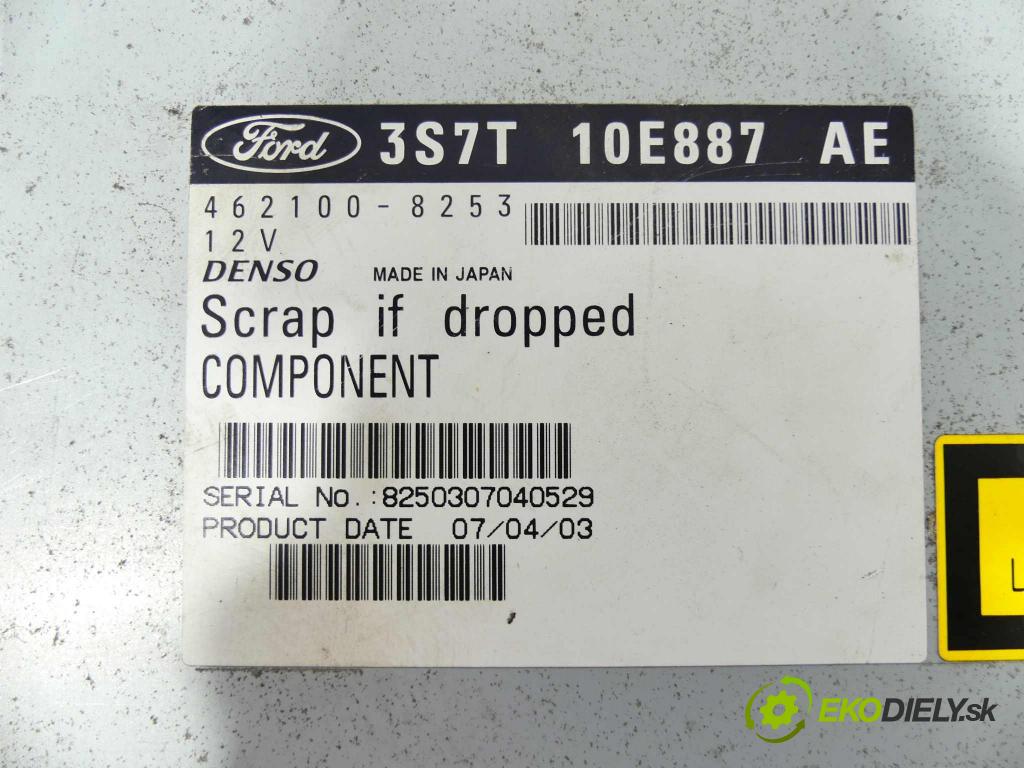 Ford 3S7T 10E887 AE
462100-8253
12V
DENSO MADE IN JAPAN
Scrap if dropped
COMPONENT
SERIAL No.:8250307040529
PRODUCT DATE 07/04/03
EKODIELY.sk